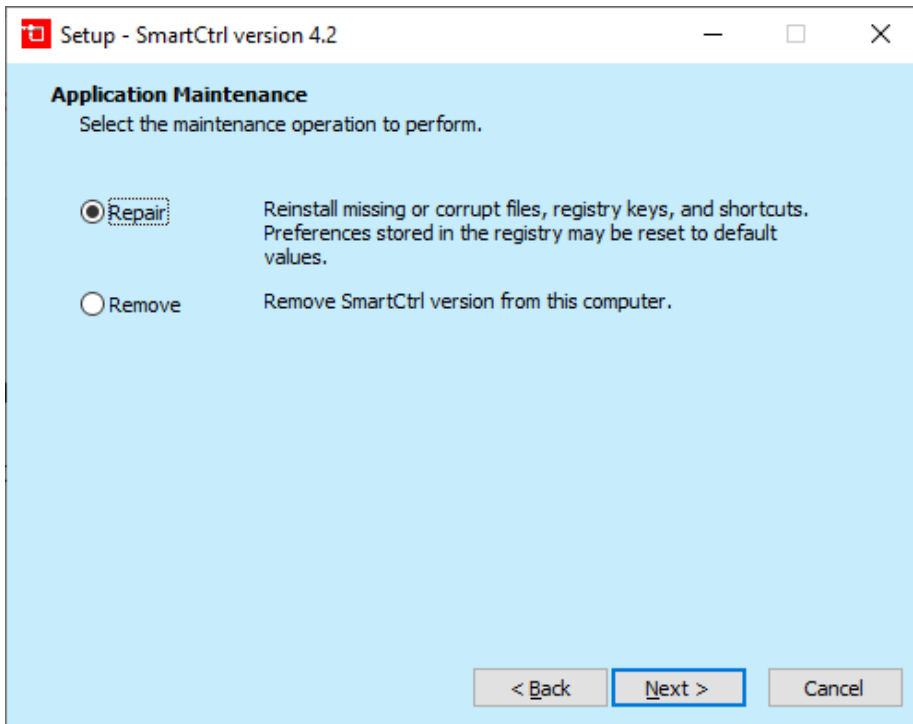 Setup - SmartCtrl version 4.2
Application Maintenance
Select the maintenance operation to perform.
Repair
Reinstall missing or corrupt files, registry keys, and shortcuts.
Preferences stored in the registry may be reset to default
values.
Remove
Remove SmartCtrl version from this computer.
< Back
Next >
Cancel